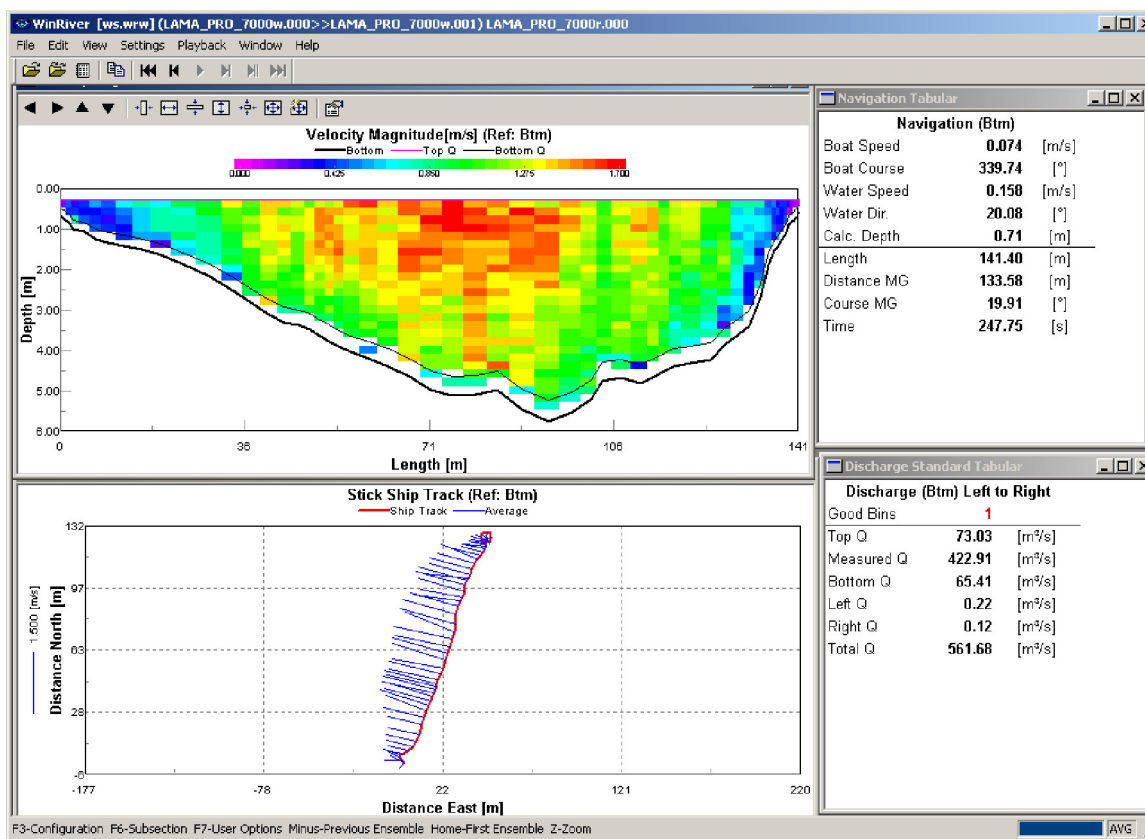 WinRiver [ws.wrw] (LAMA_PRO_7000w.000>>LAMA_PRO_7000w.001) LAMA_PRO_7000r.000
File Edit View Settings Playback Window Help
Velocity Magnitude[m/s] (Ref: Btm)
Bottom Top Q Bottom Q
0.000 0.425 0.850 1.275 1.700
0.00
1.00
2.00
3.00
4.00
5.00
6.00
Depth [m]
0 36 71 106 141
Length [m]
Navigation Tabular
Navigation (Btm)
Boat Speed 0.074 [m/s]
Boat Course 339.74 [°]
Water Speed 0.158 [m/s]
Water Dir. 20.08 [°]
Calc. Depth 0.71 [m]
Length 141.40 [m]
Distance MG 133.58 [m]
Course MG 19.91 [°]
Time 247.75 [s]
Stick Ship Track (Ref: Btm)
Ship Track Average
132
97
63
28
-6
1.500 [m/s]
Distance North [m]
-177 -78 22 121 220
Distance East [m]
Discharge Standard Tabular
Discharge (Btm) Left to Right
Good Bins 1
Top Q 73.03 [m³/s]
Measured Q 422.91 [m³/s]
Bottom Q 65.41 [m³/s]
Left Q 0.22 [m³/s]
Right Q 0.12 [m³/s]
Total Q 561.68 [m³/s]
F3-Configuration F6-Subsection F7-User Options Minus-Previous Ensemble Home-First Ensemble Z-Zoom
AVG